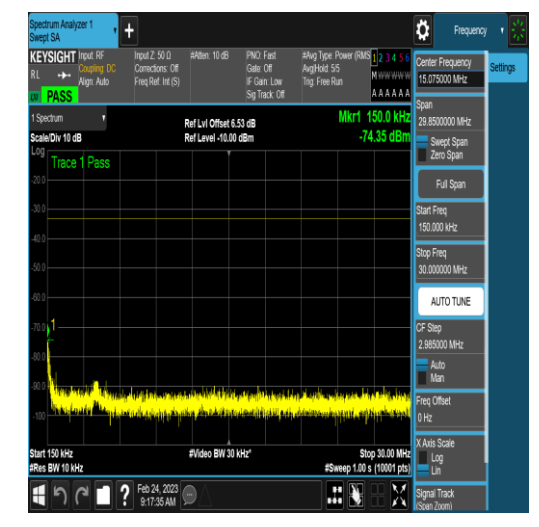 Spectrum Analyzer 1
Swept SA
+
Frequency
KEYSIGHT
RL
PASS
Input: RF
Coupling: DC
Align: Auto
Input Z: 50 Ω
Corrections: Off
Freq Ref: Int (S)
#Atten: 10 dB
PNO: Fast
Gate: Off
IF Gain: Low
Sig Track: Off
#Avg Type: Power (RMS
Avg|Hold: 5/5
Trig: Free Run
1 2 3 4 5 6
M W W W W W
A A A A A A
1 Spectrum
Scale/Div 10 dB
Ref Lvl Offset 6.53 dB
Ref Level -10.00 dBm
Mkr1 150.0 kHz
-74.35 dBm
Log
Trace 1 Pass
-20.0
-30.0
-40.0
-50.0
-60.0
-70.0
-80.0
-90.0
-100
1
Start 150 kHz
#Res BW 10 kHz
#Video BW 30 kHz*
Stop 30.00 MHz
#Sweep 1.00 s (10001 pts)
Feb 24, 2023
9:17:35 AM
?
Center Frequency
15.075000 MHz
Settings
Span
29.8500000 MHz
Swept Span
Zero Span
Full Span
Start Freq
150.000 kHz
Stop Freq
30.000000 MHz
AUTO TUNE
CF Step
2.985000 MHz
Auto
Man
Freq Offset
0 Hz
X Axis Scale
Log
Lin
Signal Track
(Span Zoom)